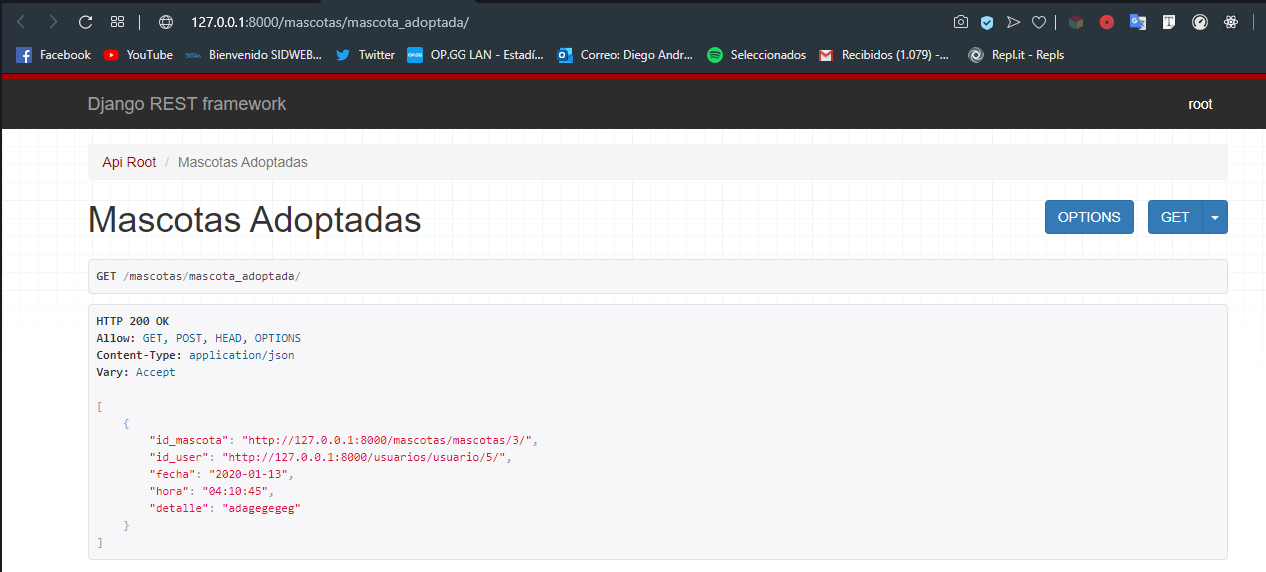 127.0.0.1:8000/mascotas/mascota_adoptada/
Facebook YouTube Bienvenido SIDWEB... Twitter OP.GG LAN - Estadí... Correo: Diego Andr... Seleccionados Recibidos (1.079) -... Repl.it - Repls
Django REST framework root
Api Root / Mascotas Adoptadas
Mascotas Adoptadas OPTIONS GET
GET /mascotas/mascota_adoptada/
HTTP 200 OK
Allow: GET, POST, HEAD, OPTIONS
Content-Type: application/json
Vary: Accept
[
{
"id_mascota": "http://127.0.0.1:8000/mascotas/mascotas/3/",
"id_user": "http://127.0.0.1:8000/usuarios/usuario/5/",
"fecha": "2020-01-13",
"hora": "04:10:45",
"detalle": "adagegegeg"
}
]